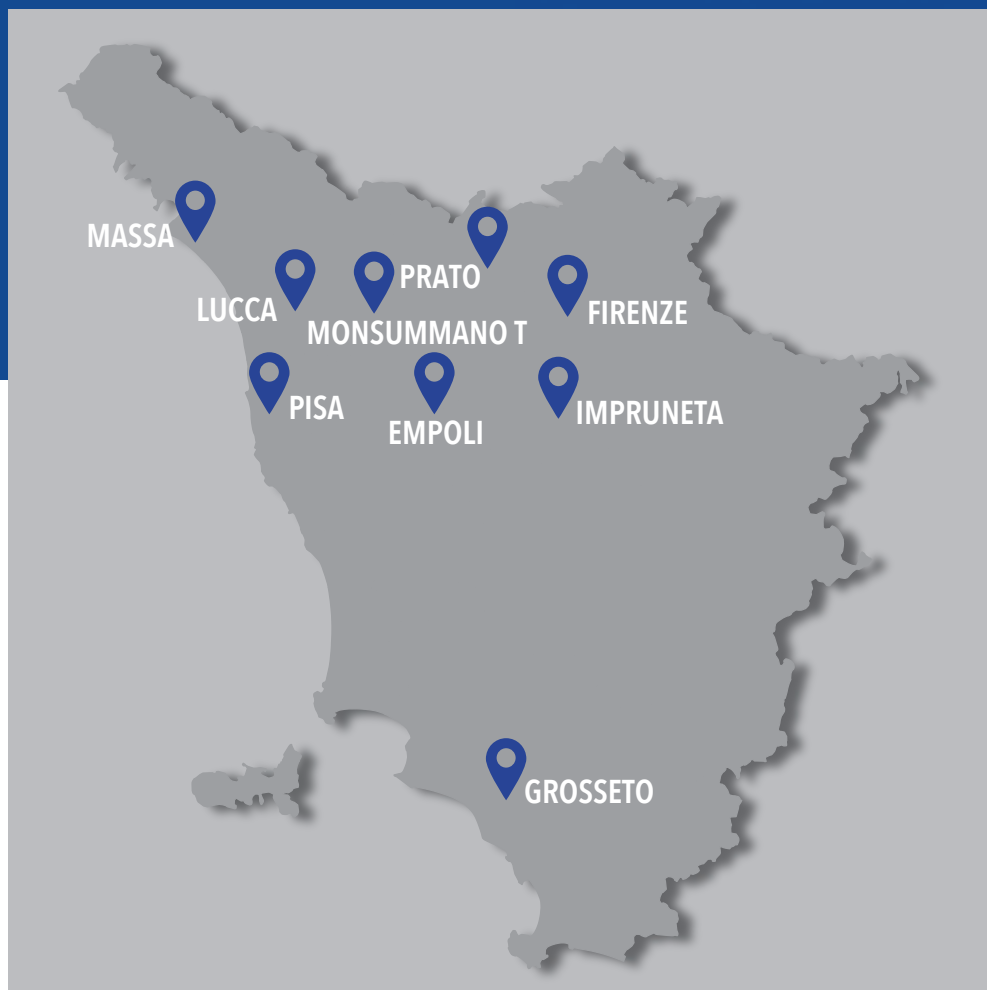 MASSA
PRATO
LUCCA
FIRENZE
MONSUMMANO T
PISA
IMPRUNETA
EMPOLI
GROSSETO